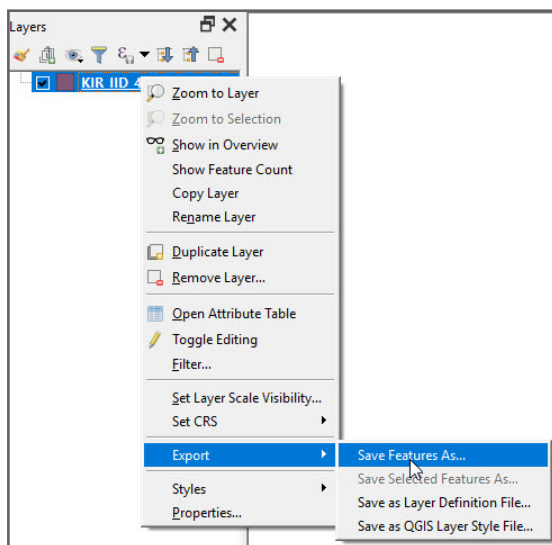 Layers
KIR_IID_4
Zoom to Layer
Zoom to Selection
Show in Overview
Show Feature Count
Copy Layer
Rename Layer
Duplicate Layer
Remove Layer...
Open Attribute Table
Toggle Editing
Filter...
Set Layer Scale Visibility...
Set CRS
Export
Save Features As...
Save Selected Features As...
Styles
Save as Layer Definition File...
Properties...
Save as QGIS Layer Style File...